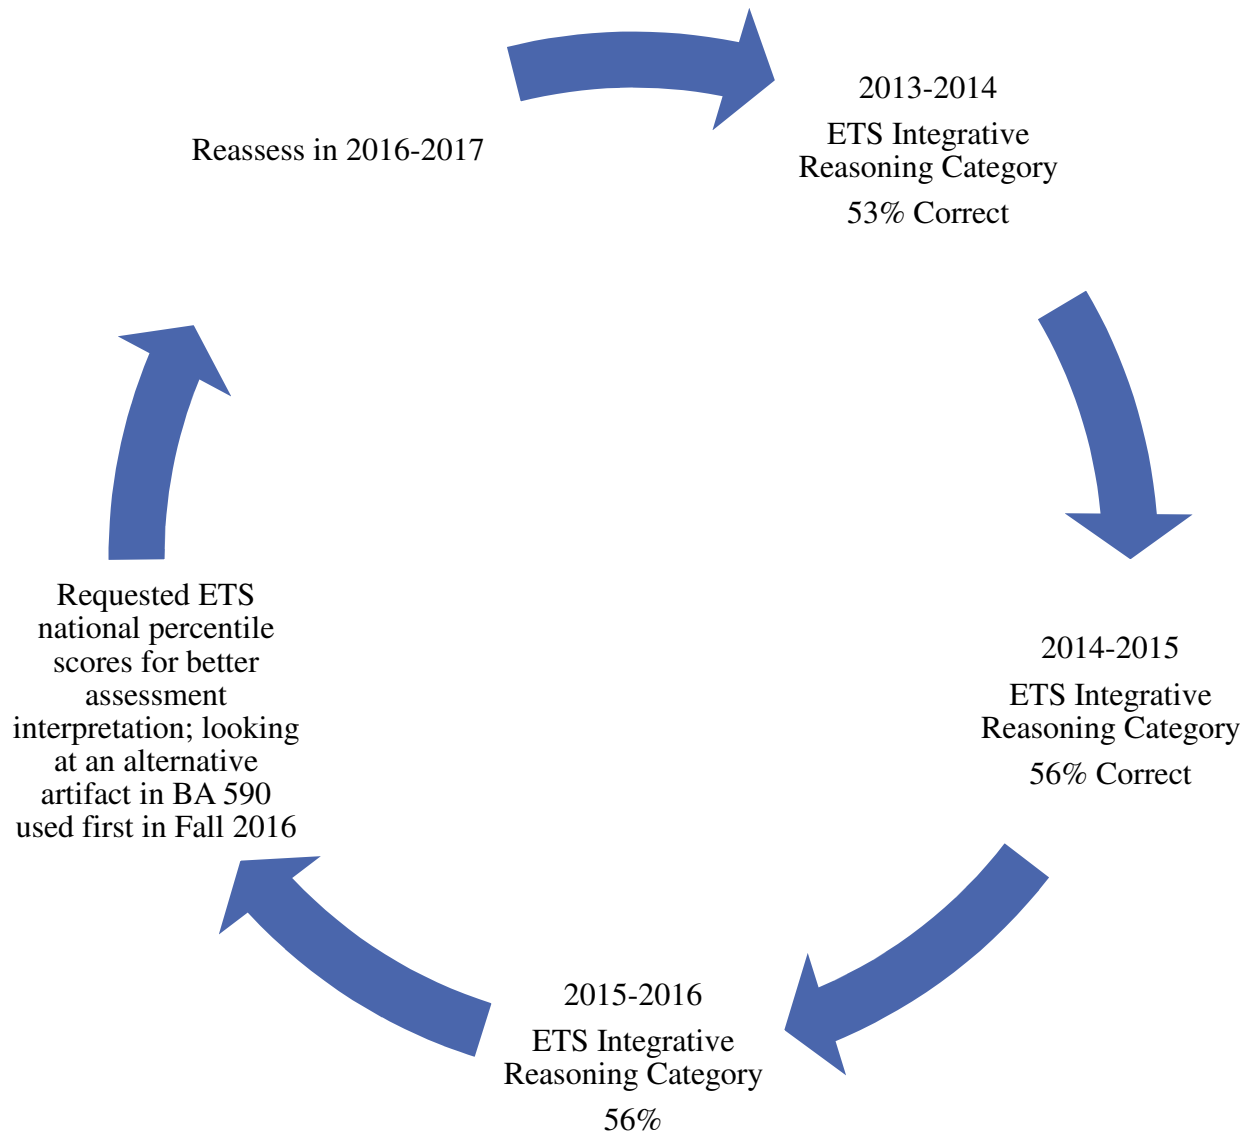 Reassess in 2016-2017
2013-2014
ETS Integrative
Reasoning Category
53% Correct
2014-2015
ETS Integrative
Reasoning Category
56% Correct
2015-2016
ETS Integrative
Reasoning Category
56%
Requested ETS
national percentile
scores for better
assessment
interpretation; looking
at an alternative
artifact in BA 590
used first in Fall 2016